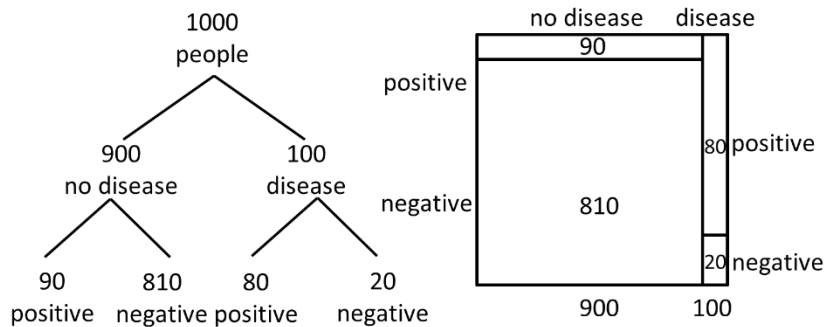 1000
people
900
no disease
100
disease
90
positive
810
negative
80
positive
20
negative
no disease
disease
90
positive
80
positive
negative
810
20
negative
900
100